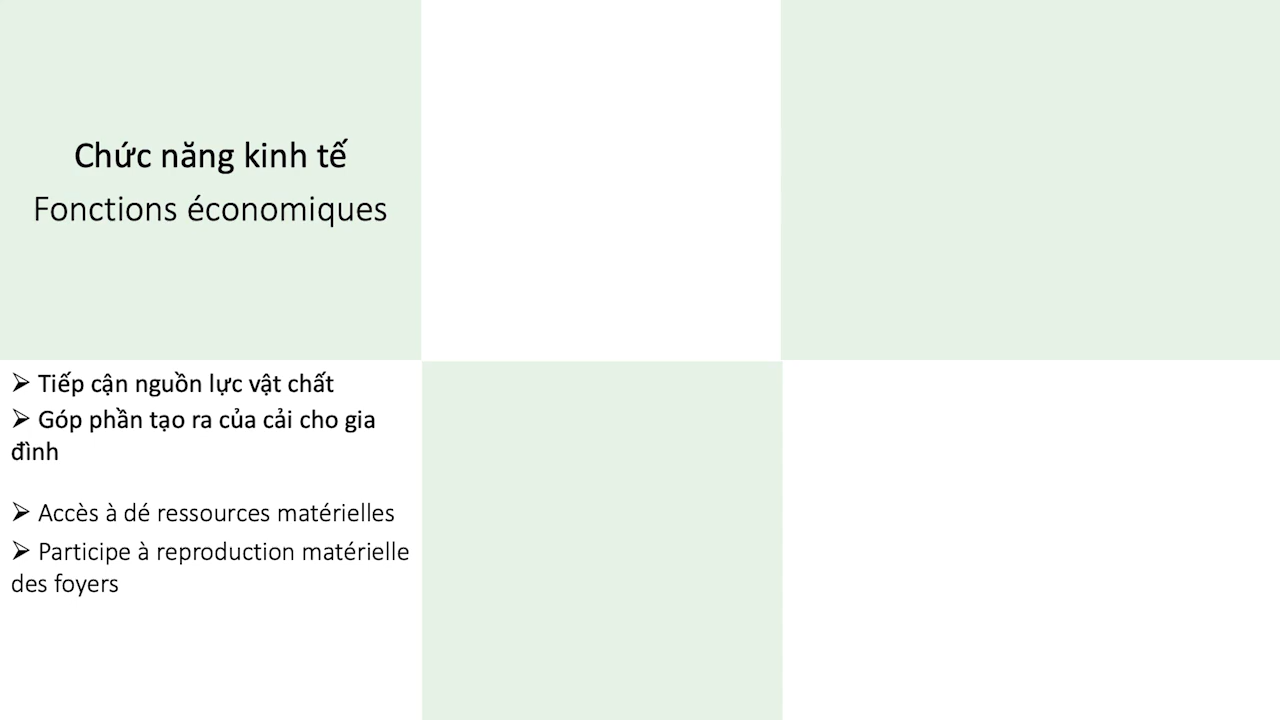 Chức năng kinh tế
Fonctions économiques
➢ Tiếp cận nguồn lực vật chất
➢ Góp phần tạo ra của cải cho gia
đình
➢ Accès à dé ressources matérielles
➢ Participe à reproduction matérielle
des foyers